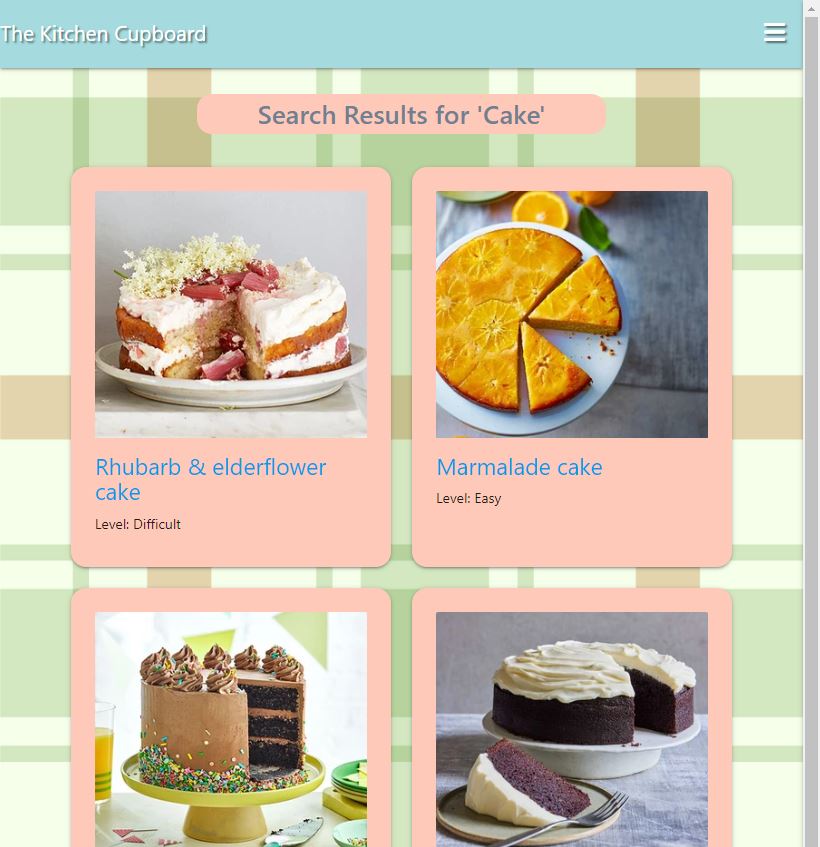 The Kitchen Cupboard
Search Results for 'Cake'
Rhubarb & elderflower
cake
Level: Difficult
Marmalade cake
Level: Easy